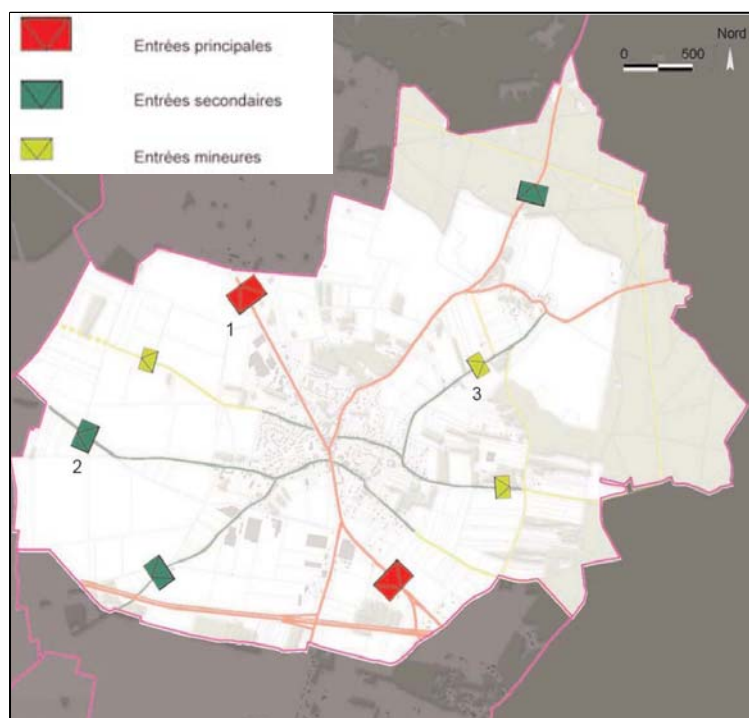 Entrées principales
Entrées secondaires
Entrées mineures
Nord
0 500
1
2
3